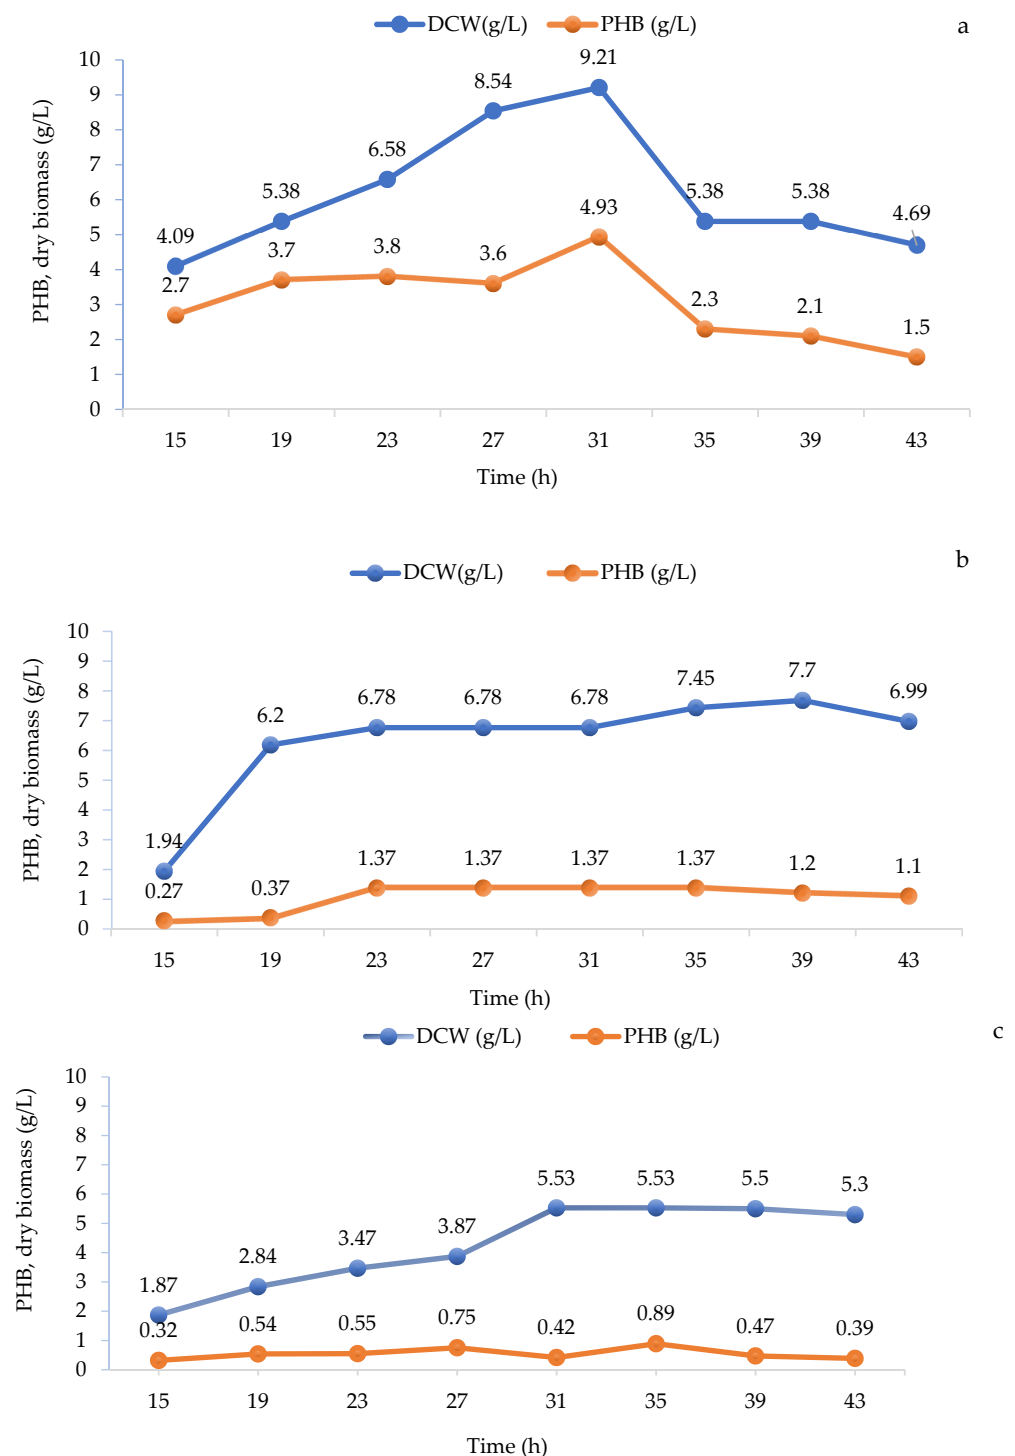 DCW(g/L) PHB (g/L)
a
PHB, dry biomass (g/L)
10
9
8
7
6
5
4
3
2
1
0
4.09 5.38 6.58 8.54 9.21 5.38 5.38 4.69
2.7 3.7 3.8 3.6 4.93 2.3 2.1 1.5
15 19 23 27 31 35 39 43
Time (h)
b
DCW(g/L) PHB (g/L)
PHB, dry biomass (g/L)
10
9
8
7
6
5
4
3
2
1
0
1.94 6.2 6.78 6.78 6.78 7.45 7.7 6.99
0.27 0.37 1.37 1.37 1.37 1.37 1.2 1.1
15 19 23 27 31 35 39 43
Time (h)
DCW (g/L) PHB (g/L)
c
PHB, dry biomass (g/L)
10
9
8
7
6
5
4
3
2
1
0
1.87 2.84 3.47 3.87 5.53 5.53 5.5 5.3
0.32 0.54 0.55 0.75 0.42 0.89 0.47 0.39
15 19 23 27 31 35 39 43
Time (h)